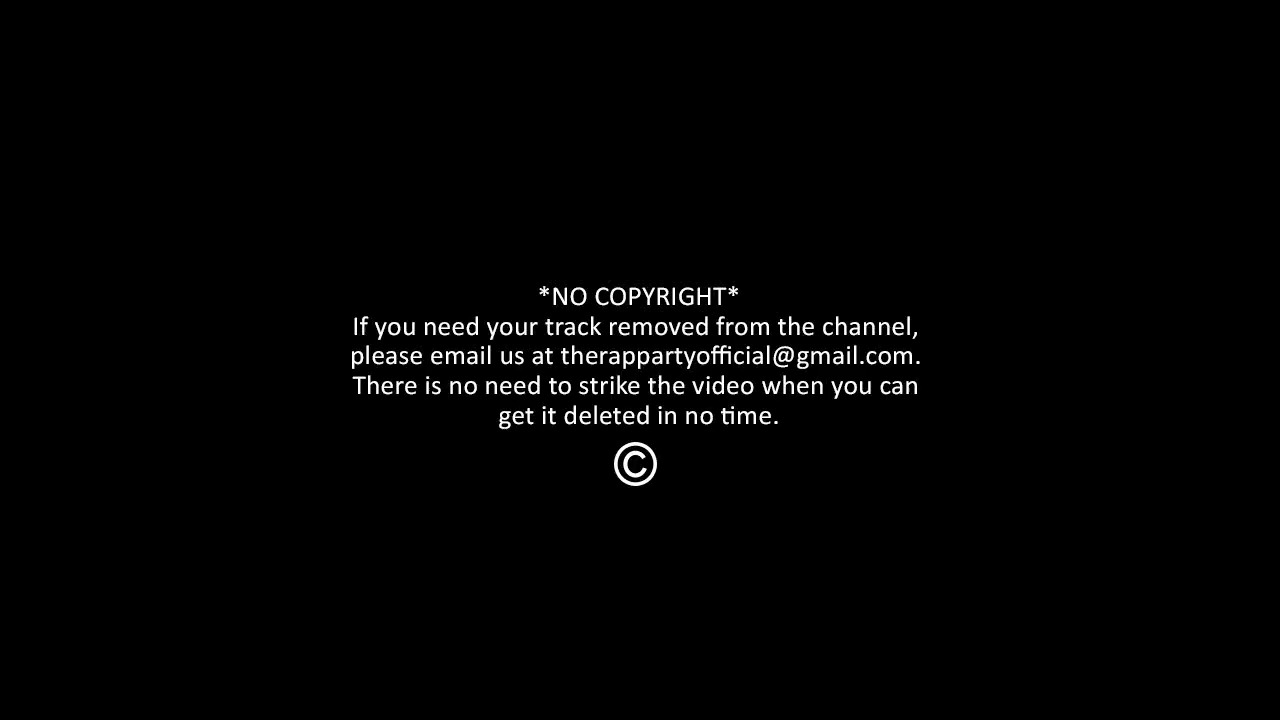 *NO COPYRIGHT*
If you need your track removed from the channel,
please email us at therappartyofficial@gmail.com.
There is no need to strike the video when you can
get it deleted in no time.
©